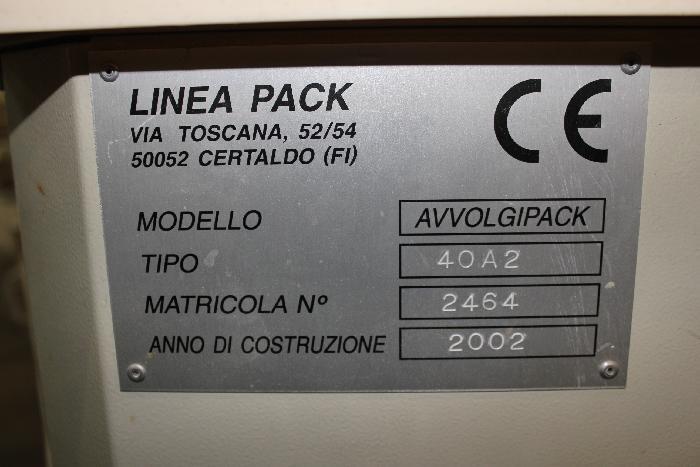 LINEA PACK
VIA TOSCANA, 52/54
50052 CERTALDO (FI)
CE
MODELLO AVVOLGIPACK
TIPO 40A2
MATRICOLA Nº 2464
ANNO DI COSTRUZIONE 2002